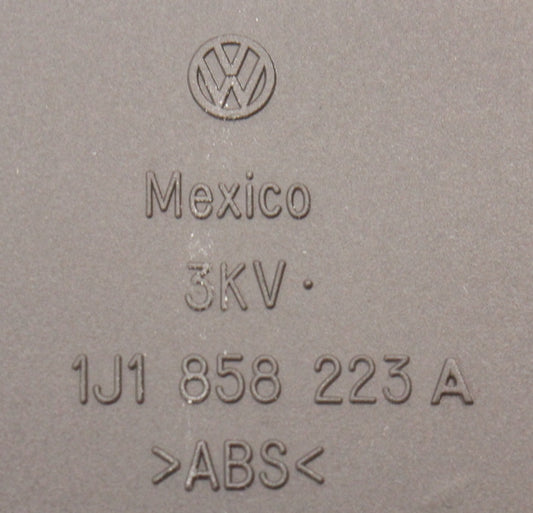 Mexico
3KV·
1J1 858 223 A
>ABS<